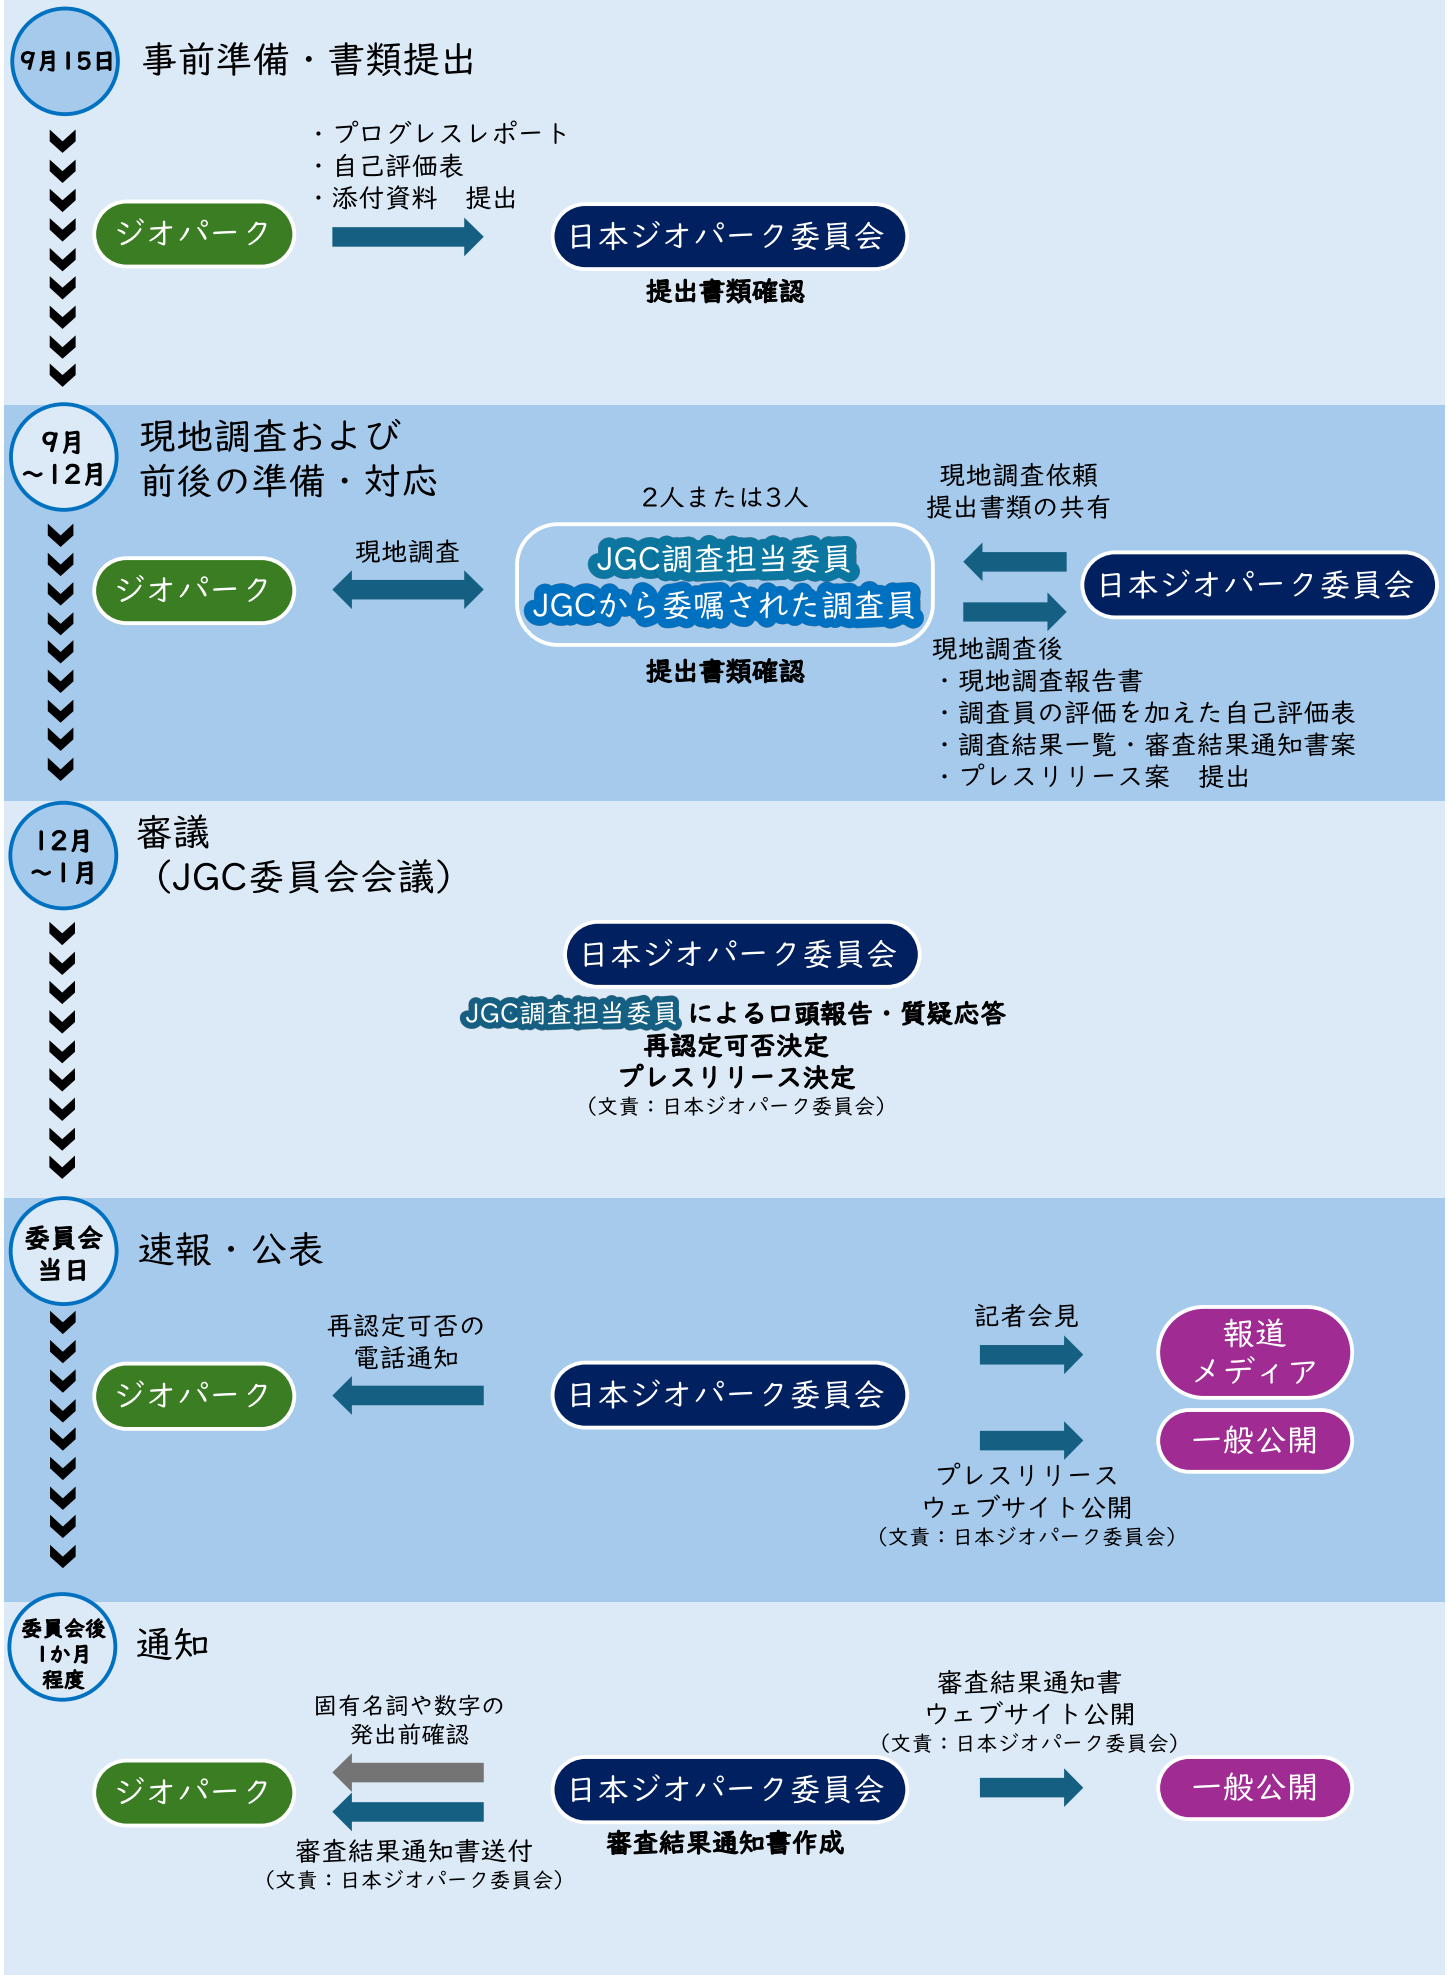 9月15日
事前準備・書類提出
・プログレスレポート
・自己評価表
・添付資料　提出
ジオパーク
日本ジオパーク委員会
提出書類確認
9月
～12月
現地調査および
前後の準備・対応
現地調査
ジオパーク
2人または3人
JGC調査担当委員
JGCから委嘱された調査員
提出書類確認
現地調査依頼
提出書類の共有
日本ジオパーク委員会
現地調査後
・現地調査報告書
・調査員の評価を加えた自己評価表
・調査結果一覧・審査結果通知書案
・プレスリリース案　提出
12月
～1月
審議
（JGC委員会会議）
日本ジオパーク委員会
JGC調査担当委員による口頭報告・質疑応答
再認定可否決定
プレスリリース決定
（文責：日本ジオパーク委員会）
委員会
当日
速報・公表
再認定可否の
電話通知
ジオパーク
日本ジオパーク委員会
記者会見
報道
メディア
一般公開
プレスリリース
ウェブサイト公開
（文責：日本ジオパーク委員会）
委員会後
1か月
程度
通知
固有名詞や数字の
発出前確認
ジオパーク
審査結果通知書送付
（文責：日本ジオパーク委員会）
日本ジオパーク委員会
審査結果通知書作成
審査結果通知書
ウェブサイト公開
（文責：日本ジオパーク委員会）
一般公開